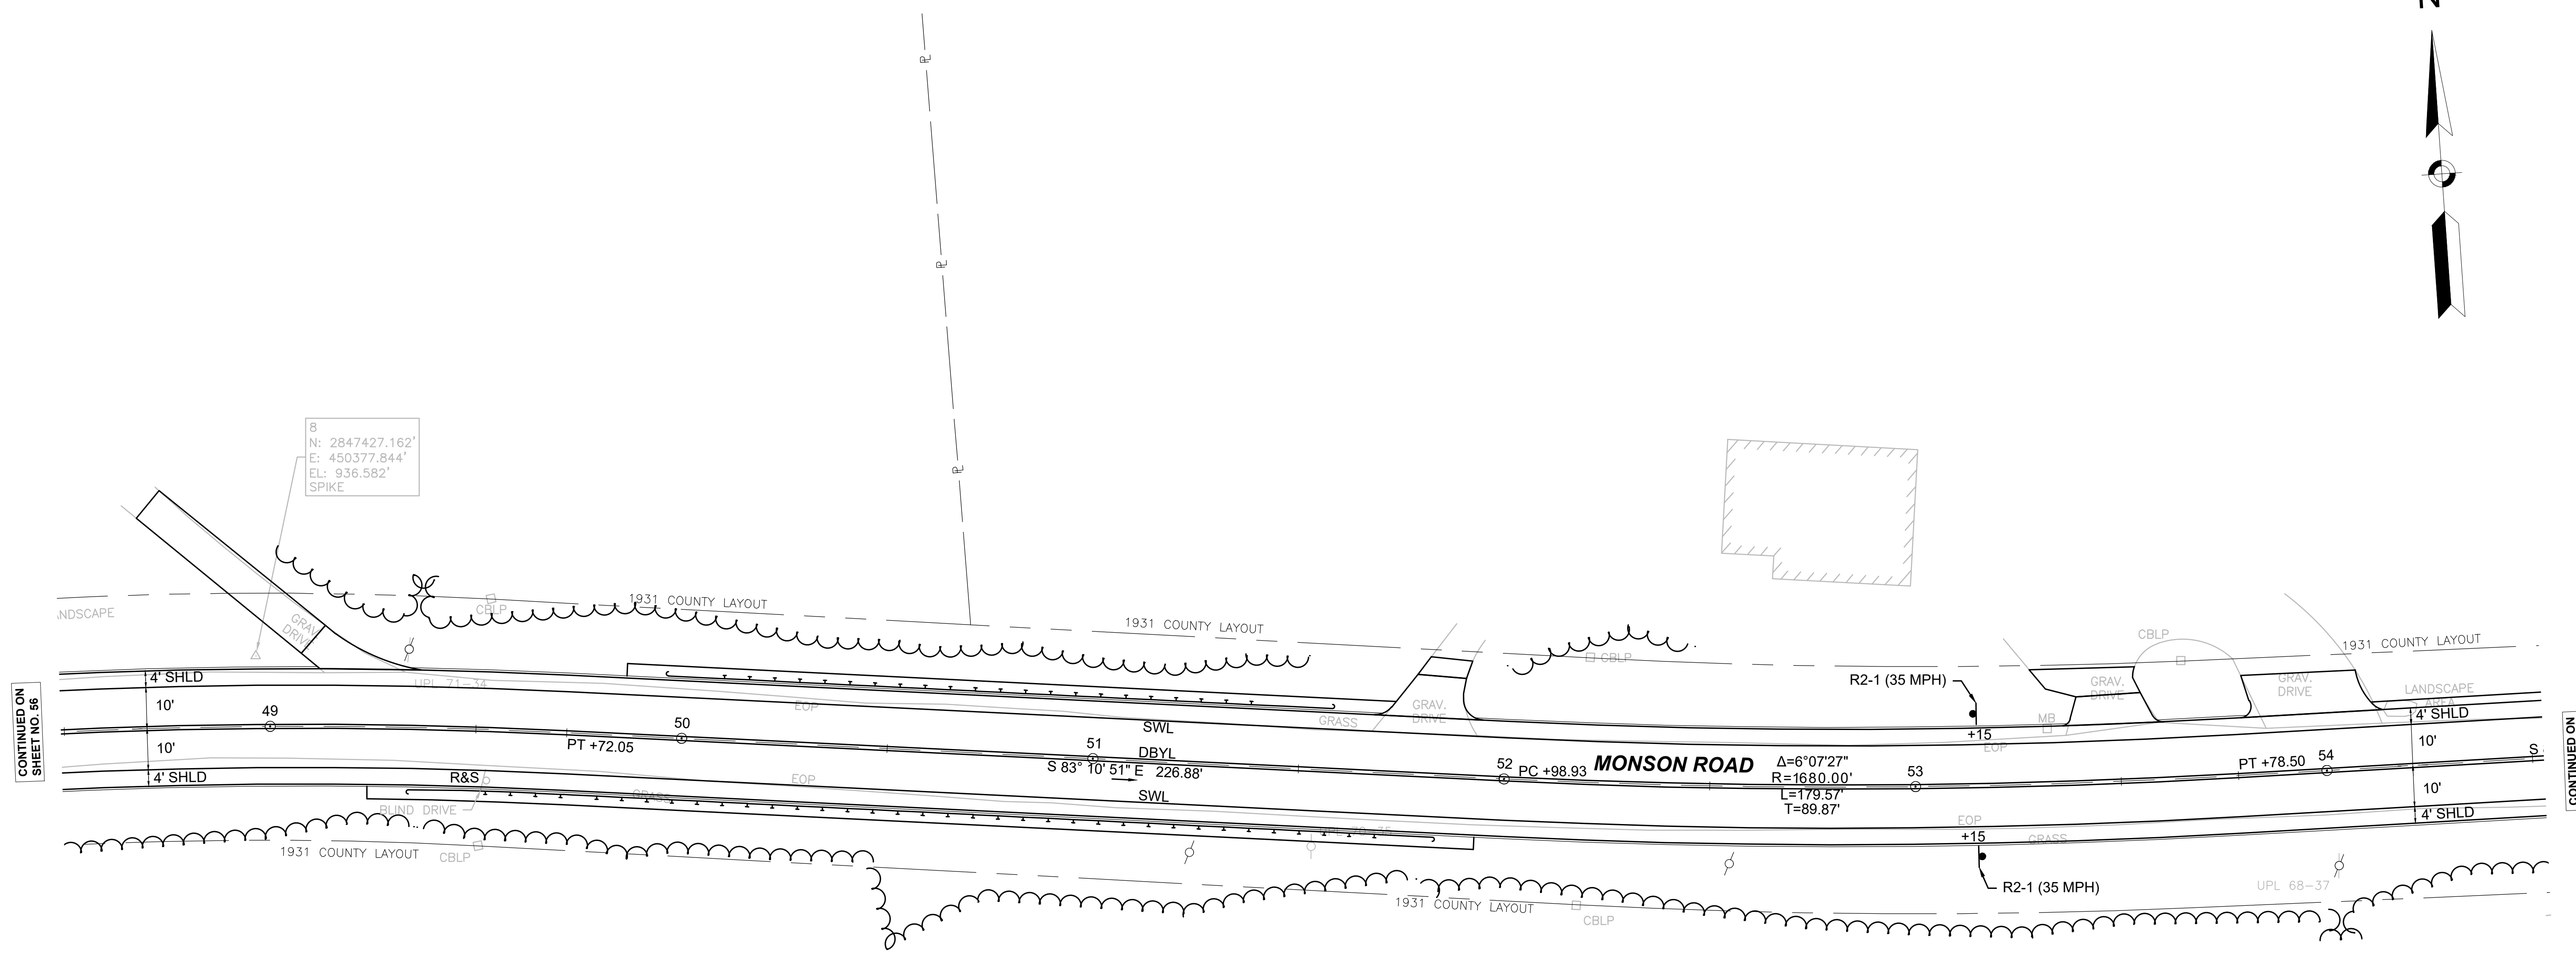 N
℞
℞
℞
8
N: 2847427.162'
E: 450377.844'
EL: 936.582'
SPIKE
LANDSCAPE
GRAV.
DRIVE
CBLP
1931 COUNTY LAYOUT
1931 COUNTY LAYOUT
CBLP
CBLP
1931 COUNTY LAYOUT
CONTINUED ON
SHEET NO. 56
4' SHLD
10'
10'
4' SHLD
49
UPL 71-34
PT +72.05
50
EOP
EOP
R&S
BLIND DRIVE
GRASS
SWL
51
DBYL
S 83° 10' 51" E 226.88'
SWL
GRASS
GRAV.
DRIVE
52
PC +98.93
MONSON ROAD
Δ=6°07'27"
R=1680.00'
L=179.57'
T=89.87'
53
R2-1 (35 MPH)
+15
EOP
MB
GRAV.
DRIVE
GRAV.
DRIVE
LANDSCAPE
AREA
4' SHLD
10'
10'
4' SHLD
PT +78.50
54
S
EOP
+15
GRASS
R2-1 (35 MPH)
UPL 68-37
1931 COUNTY LAYOUT
CBLP
1931 COUNTY LAYOUT
CBLP
CONTINUED ON